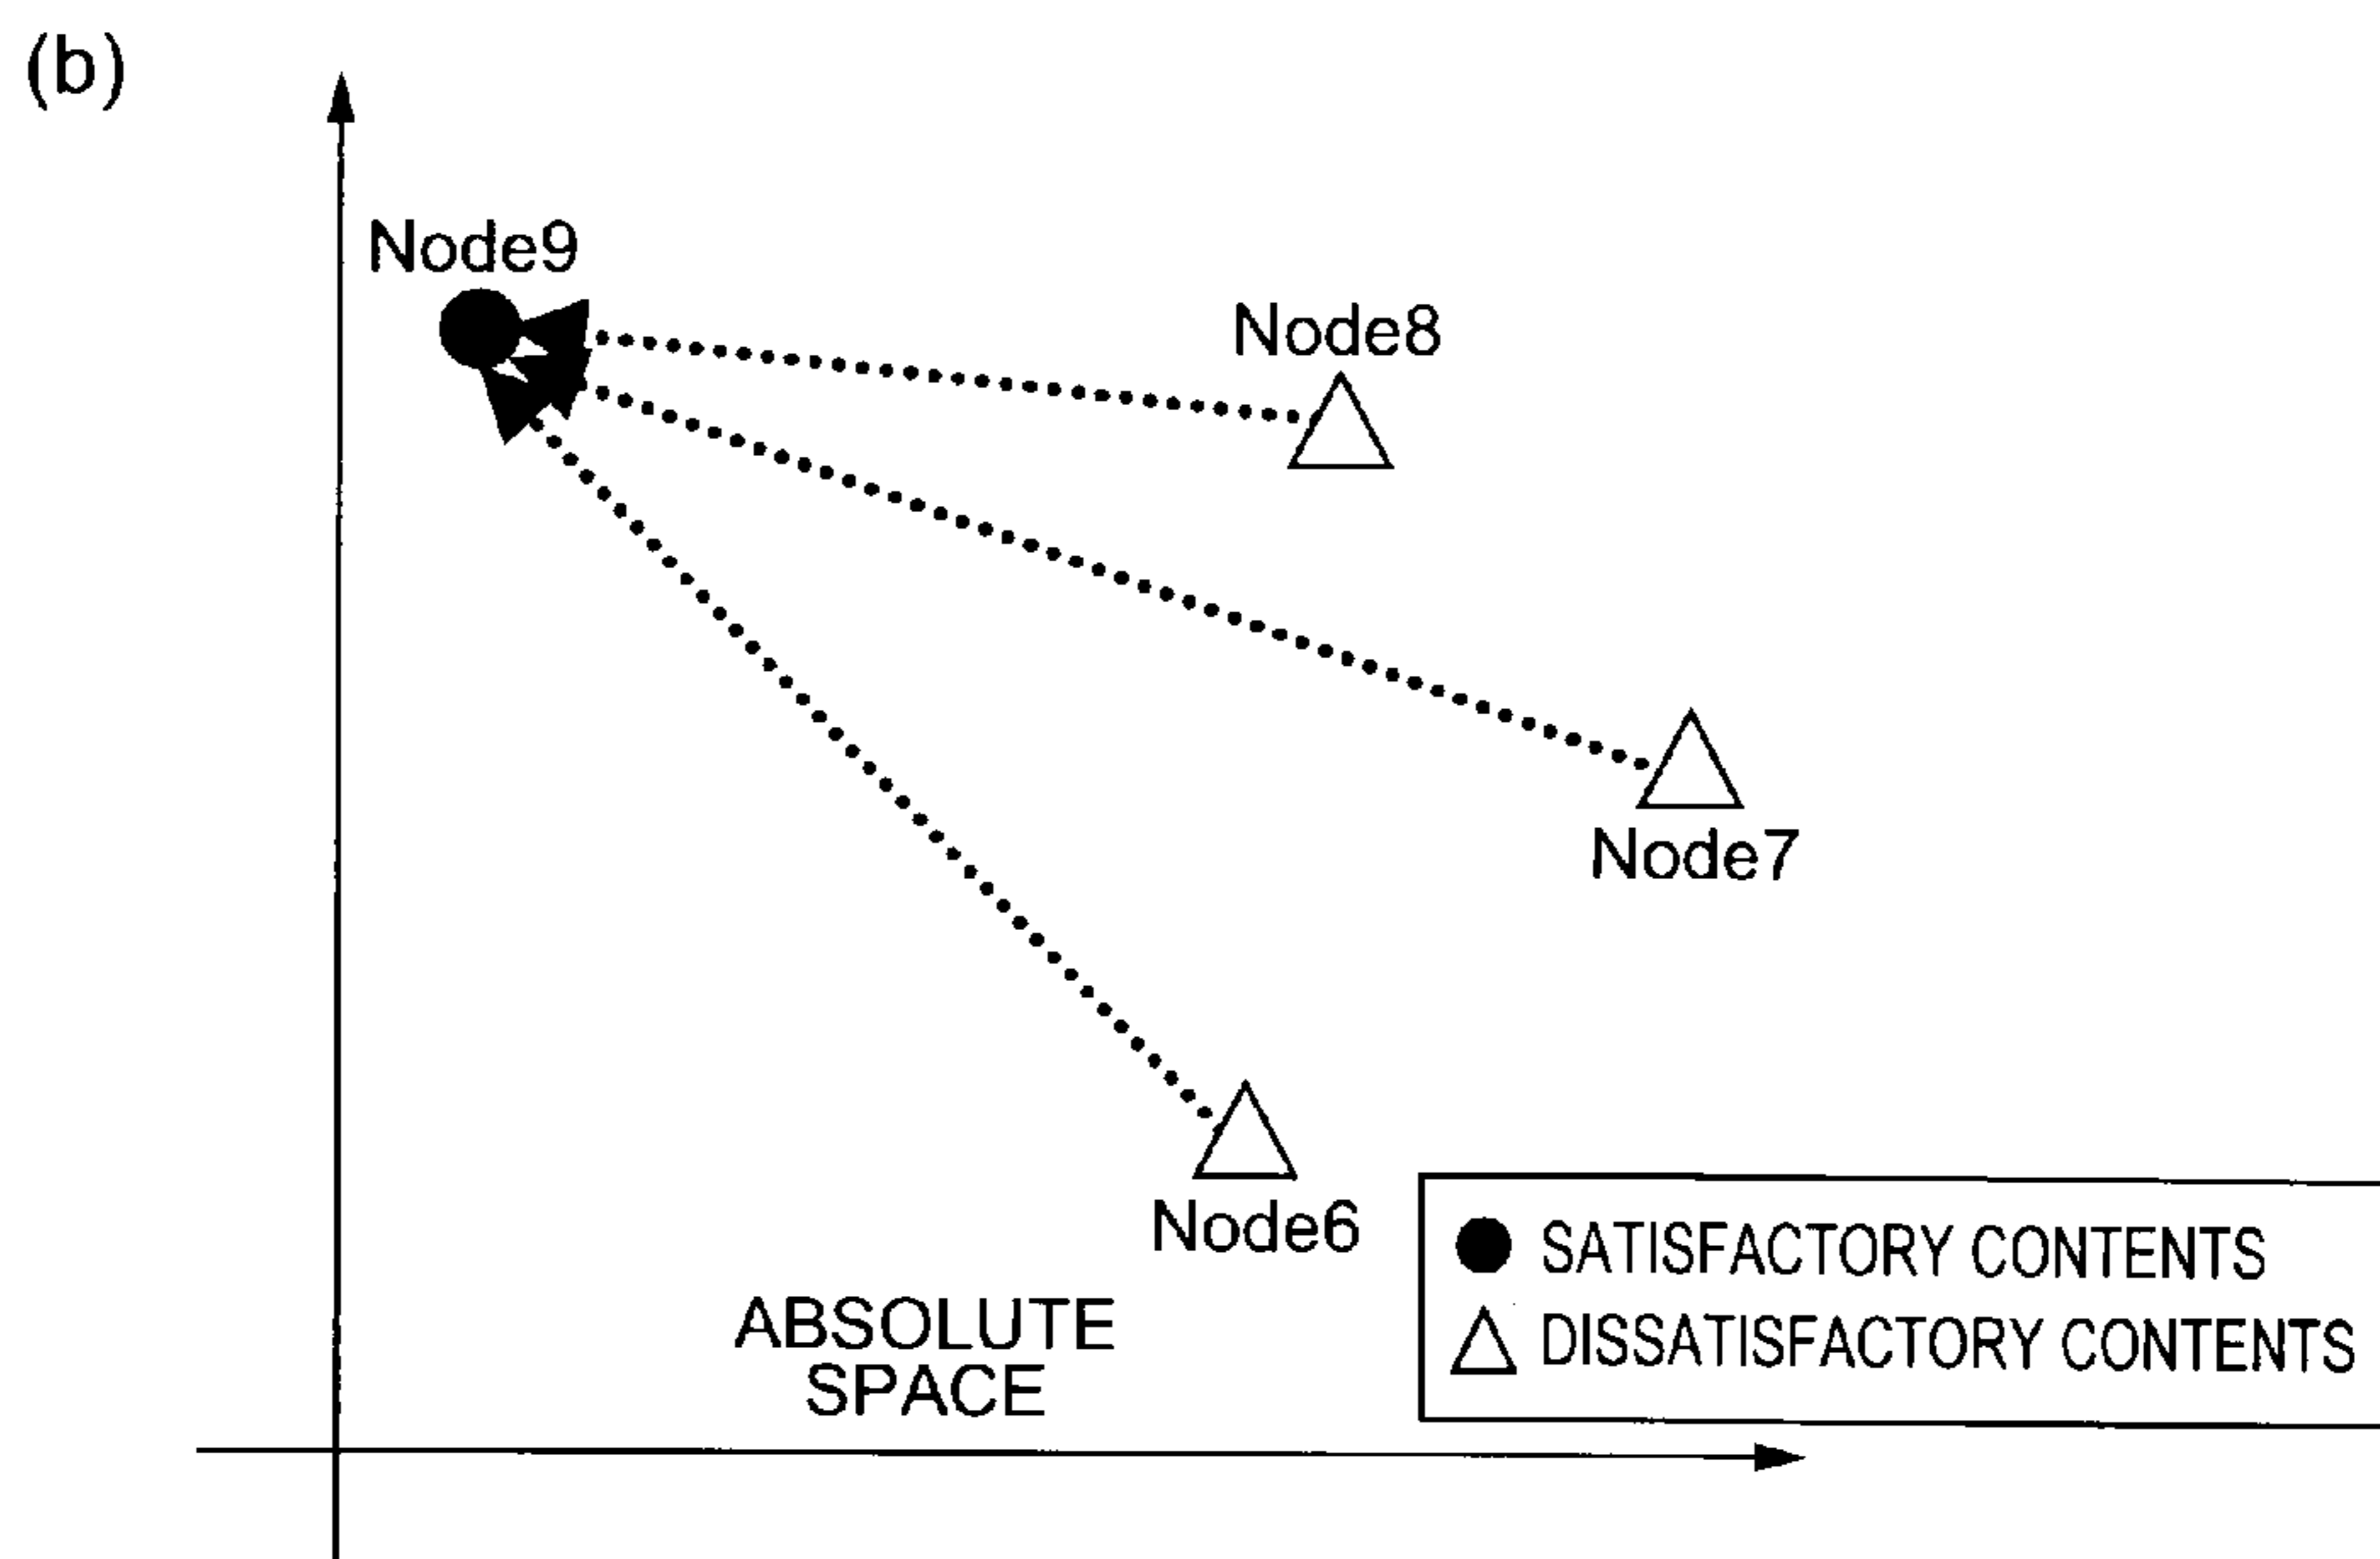 (b)
Node9
Node8
Node7
Node6
ABSOLUTE
SPACE
SATISFACTORY CONTENTS
DISSATISFACTORY CONTENTS